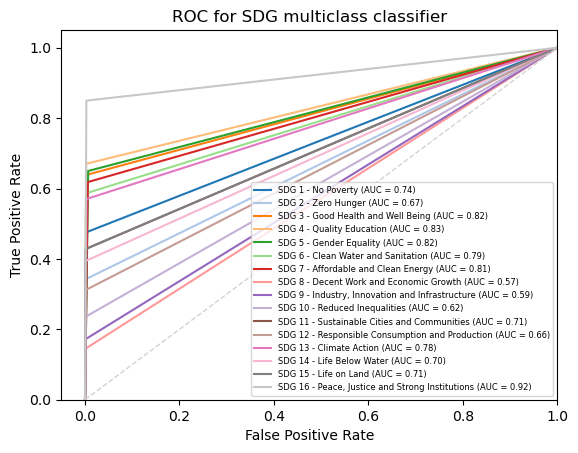 ROC for SDG multiclass classifier
1.0
0.8
0.6
0.4
0.2
0.0
True Positive Rate
SDG 1 - No Poverty (AUC = 0.74)
SDG 2 - Zero Hunger (AUC = 0.67)
SDG 3 - Good Health and Well Being (AUC = 0.82)
SDG 4 - Quality Education (AUC = 0.83)
SDG 5 - Gender Equality (AUC = 0.82)
SDG 6 - Clean Water and Sanitation (AUC = 0.79)
SDG 7 - Affordable and Clean Energy (AUC = 0.81)
SDG 8 - Decent Work and Economic Growth (AUC = 0.57)
SDG 9 - Industry, Innovation and Infrastructure (AUC = 0.59)
SDG 10 - Reduced Inequalities (AUC = 0.62)
SDG 11 - Sustainable Cities and Communities (AUC = 0.71)
SDG 12 - Responsible Consumption and Production (AUC = 0.66)
SDG 13 - Climate Action (AUC = 0.78)
SDG 14 - Life Below Water (AUC = 0.70)
SDG 15 - Life on Land (AUC = 0.71)
SDG 16 - Peace, Justice and Strong Institutions (AUC = 0.92)
0.0 0.2 0.4 0.6 0.8 1.0
False Positive Rate